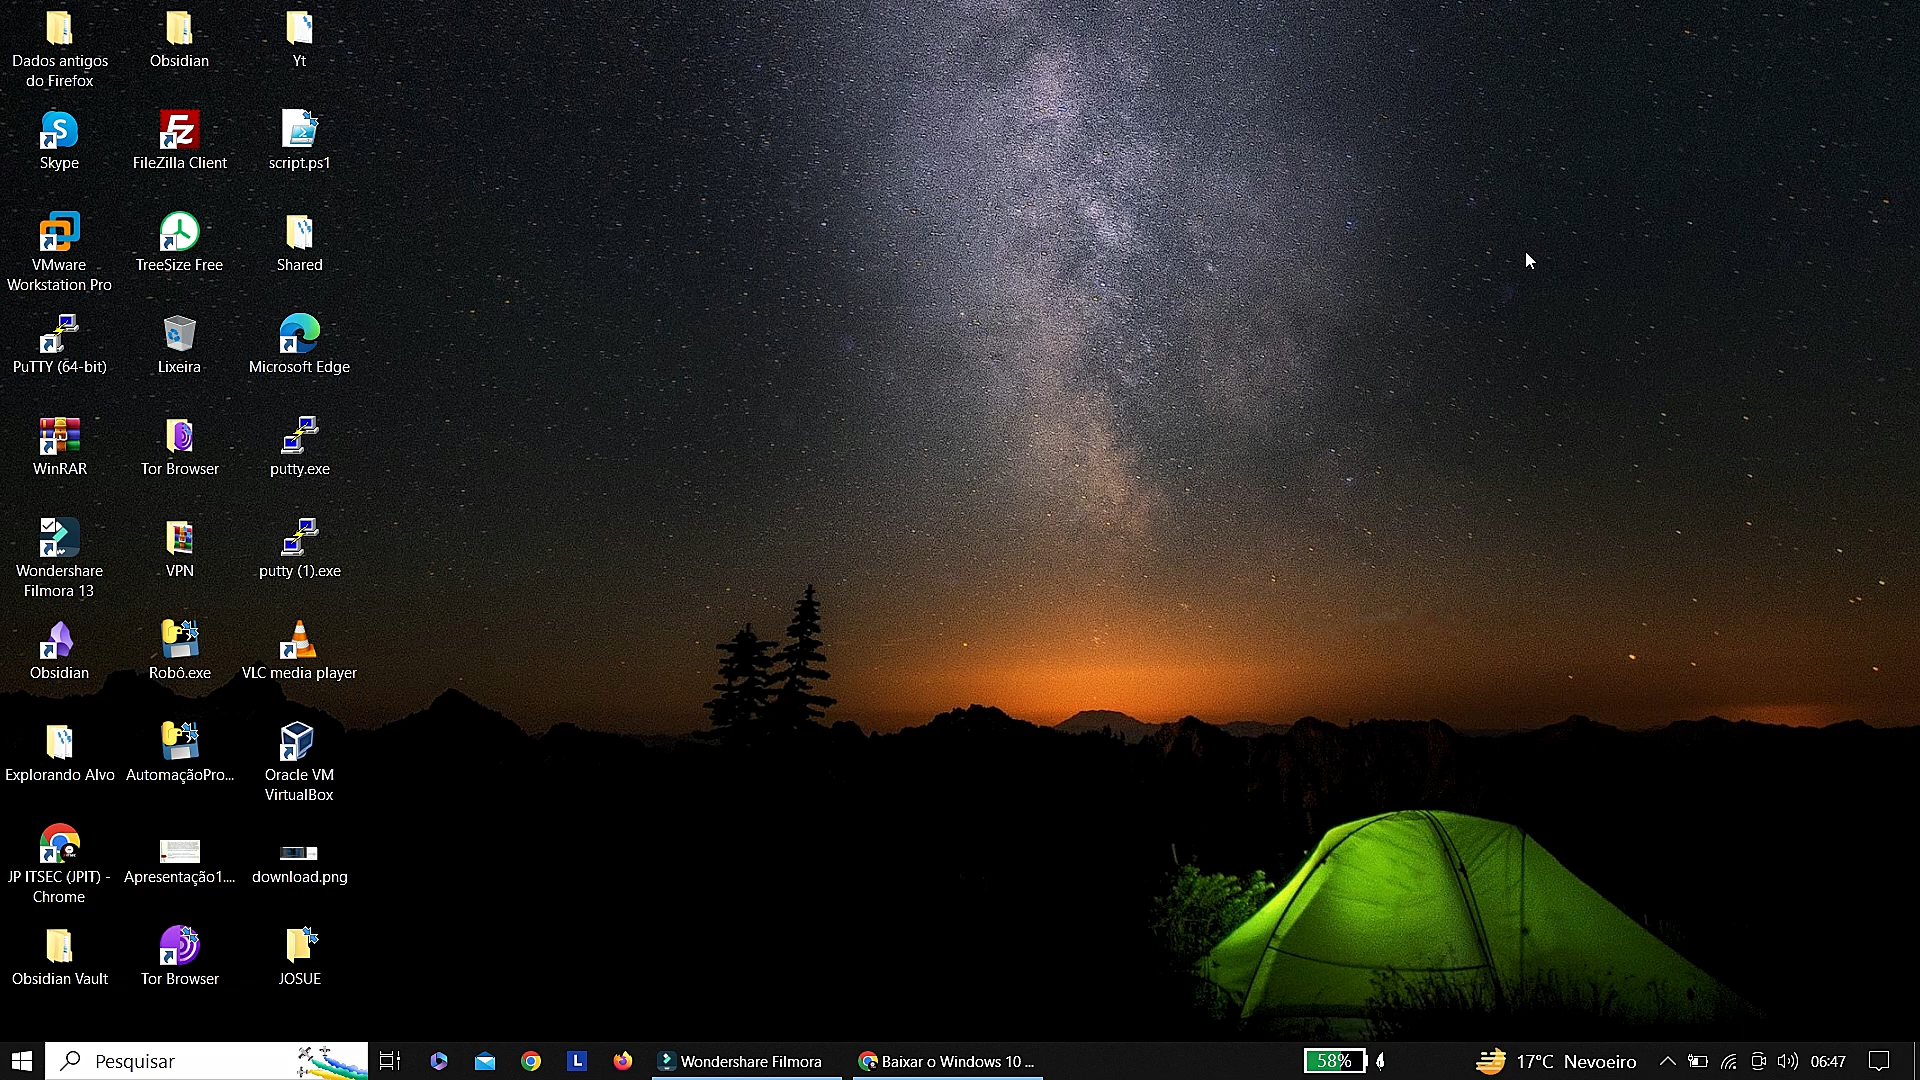 Dados antigos
do Firefox
Obsidian
Yt
Skype
FileZilla Client
script.ps1
VMware
Workstation Pro
TreeSize Free
Shared
PuTTY (64-bit)
Lixeira
Microsoft Edge
WinRAR
Tor Browser
putty.exe
Wondershare
Filmora 13
VPN
putty (1).exe
Obsidian
Robô.exe
VLC media player
Explorando Alvo
AutomaçãoPro...
Oracle VM
VirtualBox
JP ITSEC (JPIT) -
Chrome
Apresentação1....
download.png
Obsidian Vault
Tor Browser
JOSUE
Pesquisar
L
Wondershare Filmora
Baixar o Windows 10 ...
58%
17°C Nevoeiro
06:47